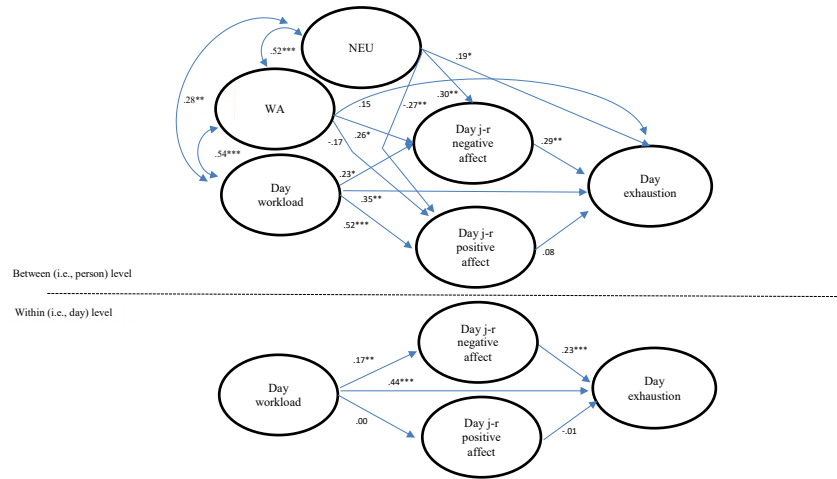 NEU
.52***
.19*
.28**
WA
.15
-.27**
.30**
Day j-r
negative
affect
-.17
.26*
.29**
.54***
.23*
Day
workload
.35**
Day
exhaustion
.52***
Day j-r
positive
affect
.08
Between (i.e., person) level
Within (i.e., day) level
Day j-r
negative
affect
.17**
.23***
Day
workload
.44***
Day
exhaustion
.00
Day j-r
positive
affect
-.01